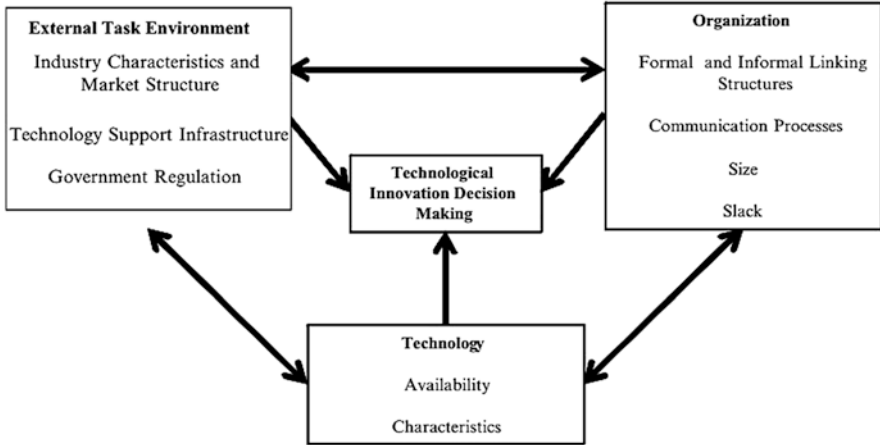 External Task Environment
Industry Characteristics and
Market Structure
Technology Support Infrastructure
Government Regulation
Organization
Formal and Informal Linking
Structures
Communication Processes
Size
Slack
Technological
Innovation Decision
Making
Technology
Availability
Characteristics